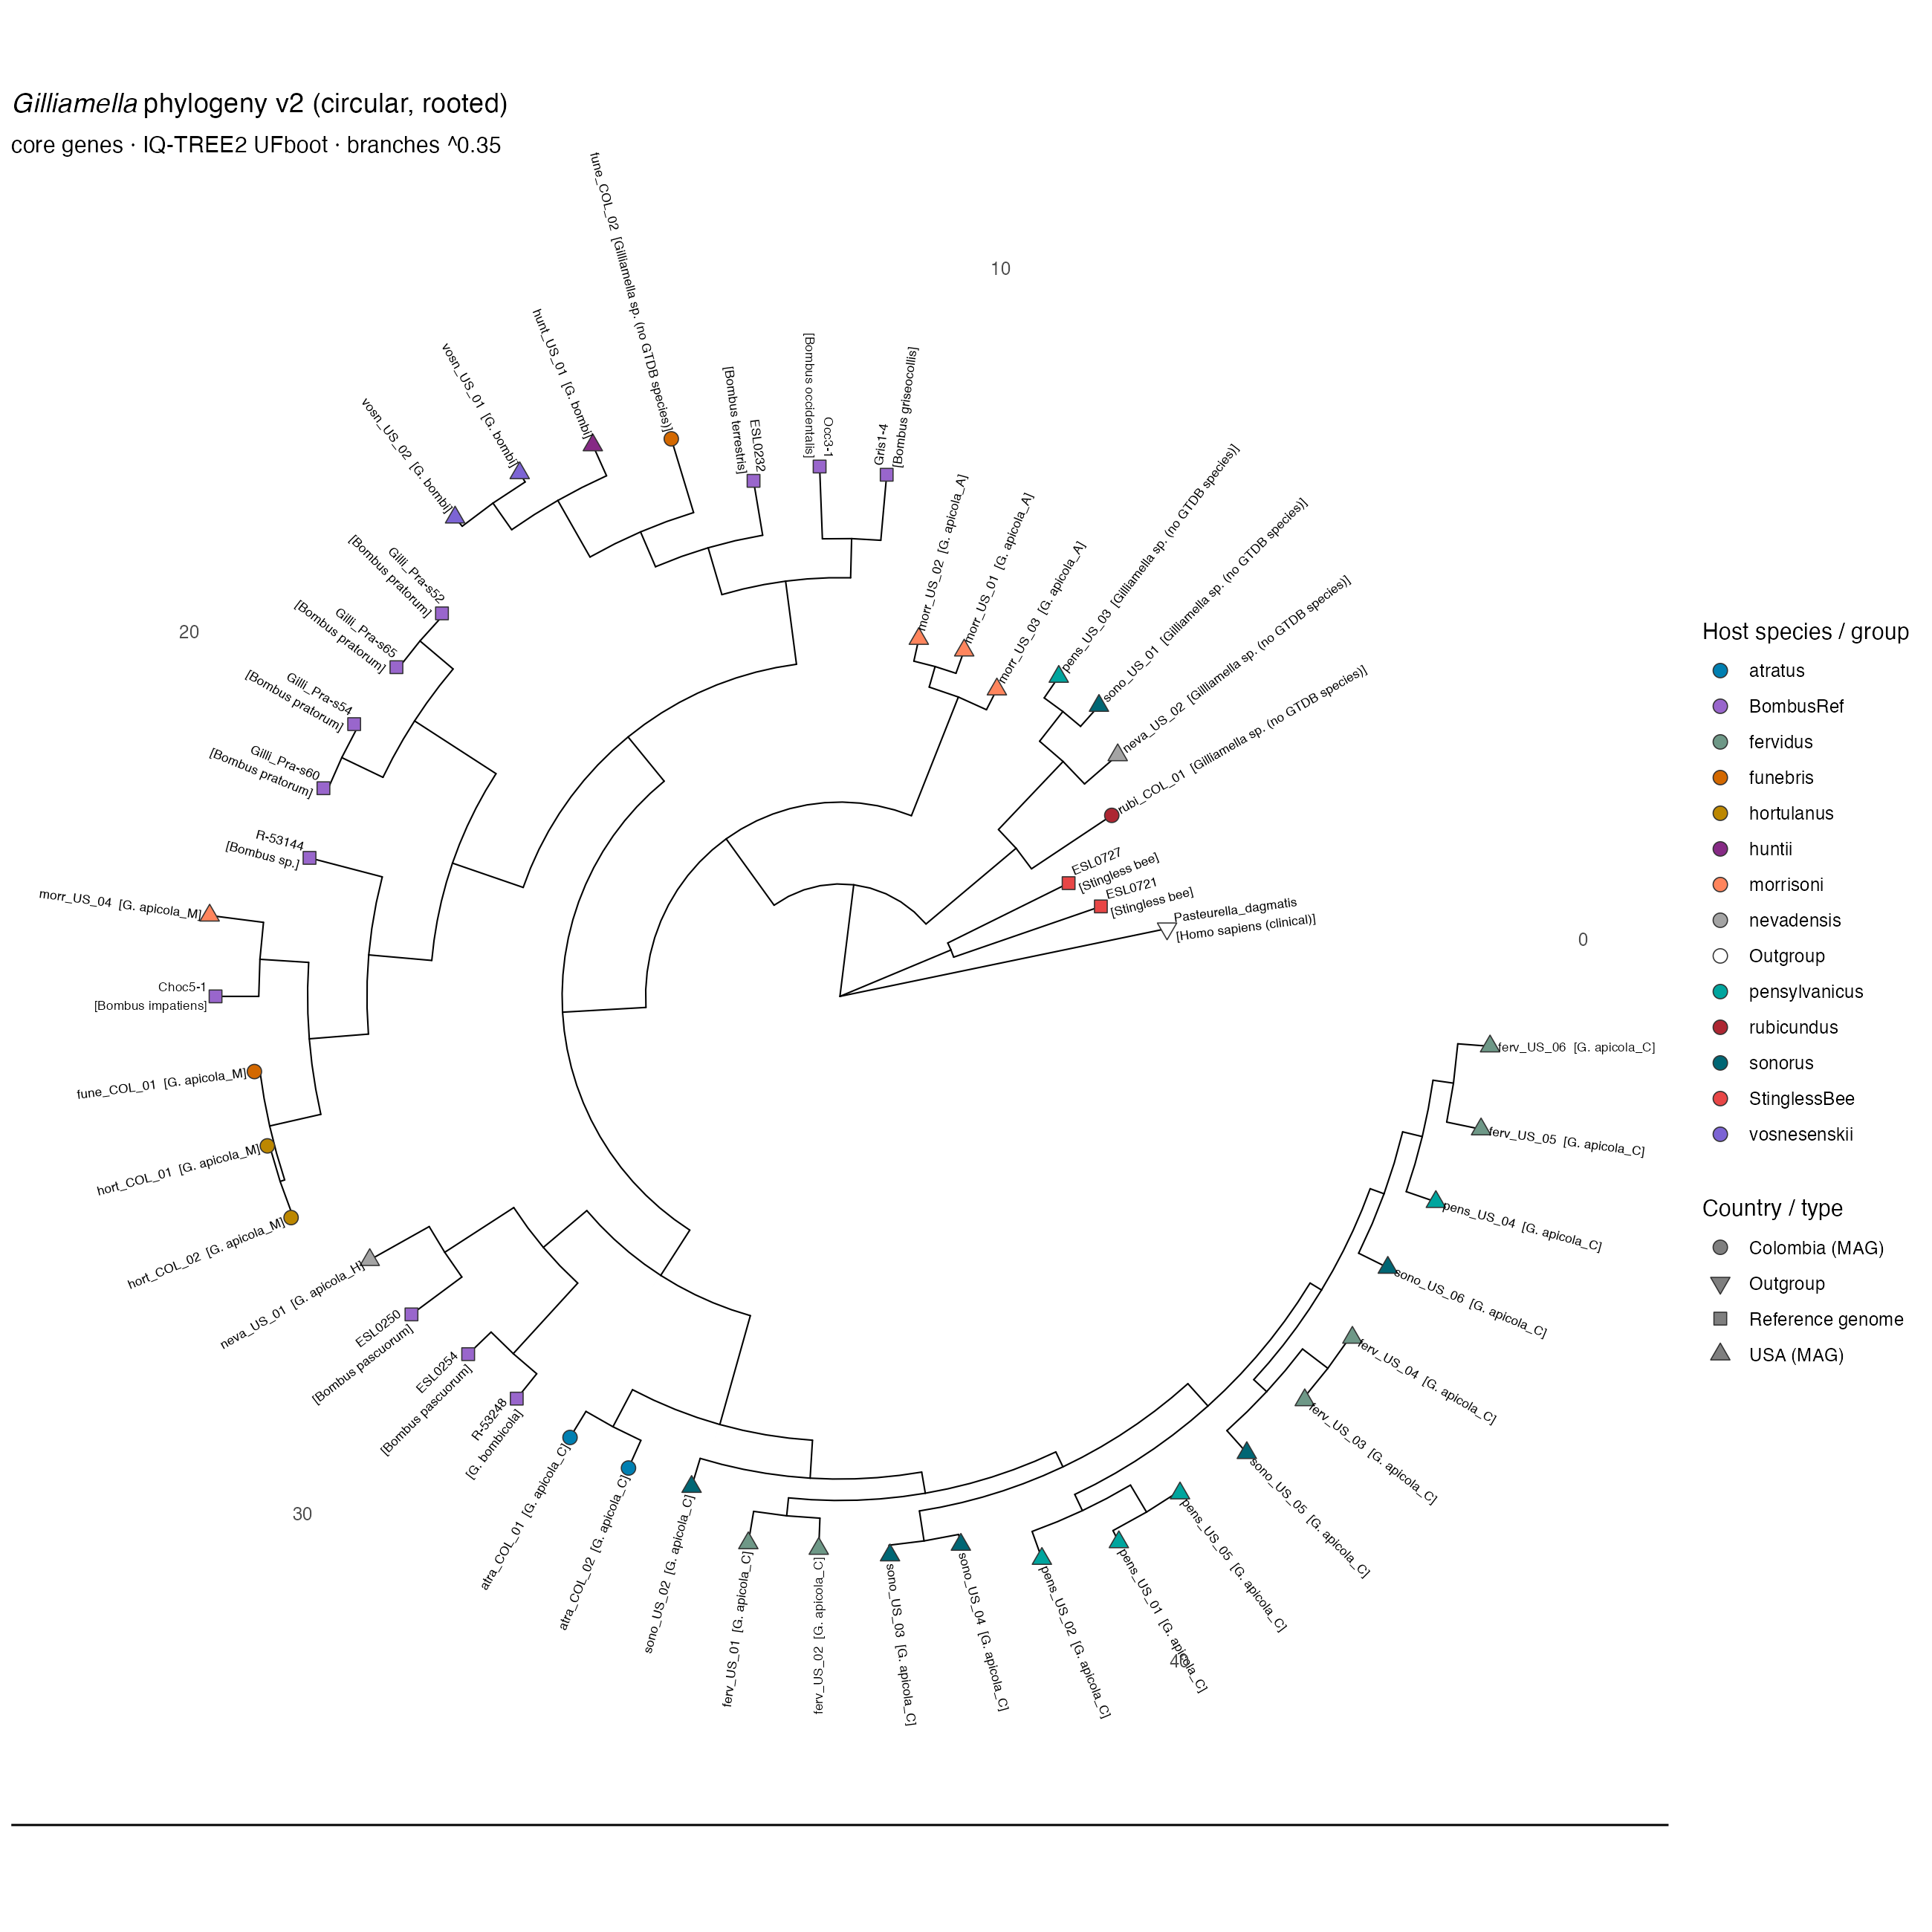 Gilliamella phylogeny v2 (circular, rooted)
core genes · IQ-TREE2 UFboot · branches ^0.35
10
20
0
30
40
fune_COL_02 [Gilliamella sp. (no GTDB species)]
hunt_US_01 [G. bombi]
vosn_US_01 [G. bombi]
vosn_US_02 [G. bombi]
ESL0232
[Bombus terrestris]
Occ3-1
[Bombus occidentalis]
Gris1-4
[Bombus griseocollis]
morr_US_02 [G. apicola_A]
morr_US_01 [G. apicola_A]
morr_US_03 [G. apicola_A]
pens_US_03 [Gilliamella sp. (no GTDB species)]
sono_US_01 [Gilliamella sp. (no GTDB species)]
neva_US_02 [Gilliamella sp. (no GTDB species)]
rubi_COL_01 [Gilliamella sp. (no GTDB species)]
ESL0727
[Stingless bee]
ESL0721
[Stingless bee]
Pasteurella_dagmatis
[Homo sapiens (clinical)]
Gilli_Pra-s52
[Bombus pratorum]
Gilli_Pra-s65
[Bombus pratorum]
Gilli_Pra-s54
[Bombus pratorum]
Gilli_Pra-s60
[Bombus pratorum]
R-53144
[Bombus sp.]
morr_US_04 [G. apicola_M]
Choc5-1
[Bombus impatiens]
fune_COL_01 [G. apicola_M]
hort_COL_01 [G. apicola_M]
hort_COL_02 [G. apicola_M]
neva_US_01 [G. apicola_H]
ESL0250
[Bombus pascuorum]
ESL0254
[Bombus pascuorum]
R-53248
[G. bombicola]
atra_COL_01 [G. apicola_C]
atra_COL_02 [G. apicola_C]
sono_US_02 [G. apicola_C]
ferv_US_01 [G. apicola_C]
ferv_US_02 [G. apicola_C]
sono_US_03 [G. apicola_C]
sono_US_04 [G. apicola_C]
pens_US_02 [G. apicola_C]
pens_US_01 [G. apicola_C]
pens_US_05 [G. apicola_C]
sono_US_05 [G. apicola_C]
ferv_US_03 [G. apicola_C]
ferv_US_04 [G. apicola_C]
sono_US_06 [G. apicola_C]
pens_US_04 [G. apicola_C]
ferv_US_05 [G. apicola_C]
ferv_US_06 [G. apicola_C]
Host species / group
atratus
BombusRef
fervidus
funebris
hortulanus
huntii
morrisoni
nevadensis
Outgroup
pensylvanicus
rubicundus
sonorus
StinglessBee
vosnesenskii
Country / type
Colombia (MAG)
Outgroup
Reference genome
USA (MAG)